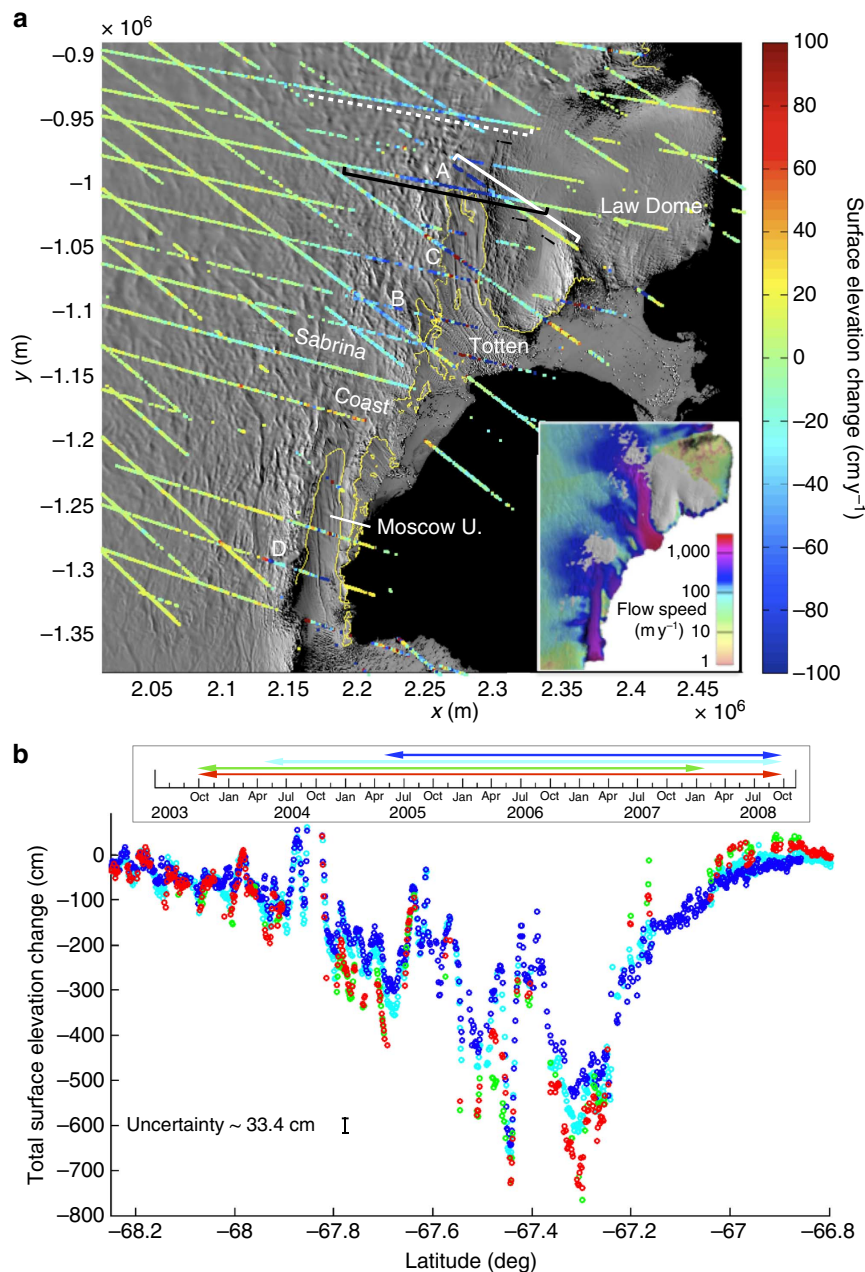 a
× 10⁶
−0.9
−0.95
−1
−1.05
−1.1
−1.15
−1.2
−1.25
−1.3
−1.35
y (m)
A
Law Dome
C
B
Sabrina
Totten
Coast
Moscow U.
D
1,000
100
Flow speed
(m y⁻¹) 10
1
2.05 2.1 2.15 2.2 2.25 2.3 2.35 2.4 2.45
x (m)
× 10⁶
100
80
60
40
20
0
−20
−40
−60
−80
−100
Surface elevation change (cm y⁻¹)
b
Oct Jan Apr Jul Oct Jan Apr Jul Oct Jan Apr Jul Oct Jan Apr Jul Oct Jan Apr Jul Oct
2003 2004 2005 2006 2007 2008
0
−100
−200
−300
−400
−500
−600
−700
−800
Total surface elevation change (cm)
Uncertainty ~ 33.4 cm
−68.2 −68 −67.8 −67.6 −67.4 −67.2 −67 −66.8
Latitude (deg)